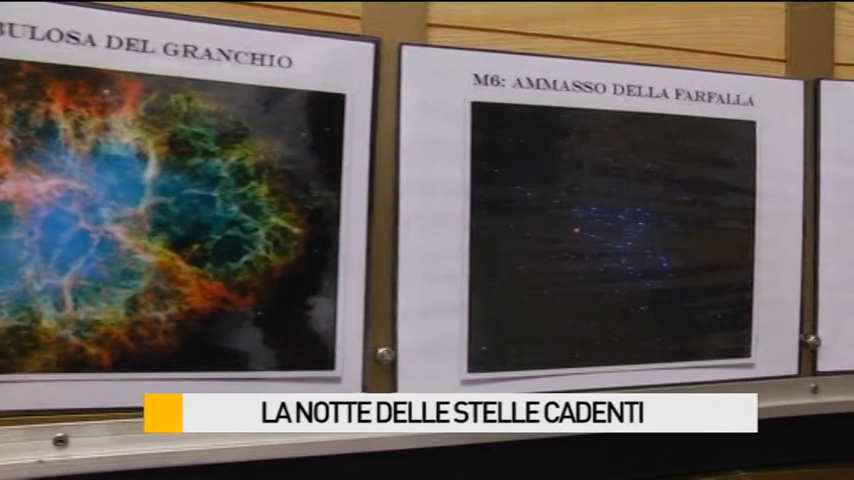 BULOSA DEL GRANCHIO
M6: AMMASSO DELLA FARFALLA
LA NOTTE DELLE STELLE CADENTI